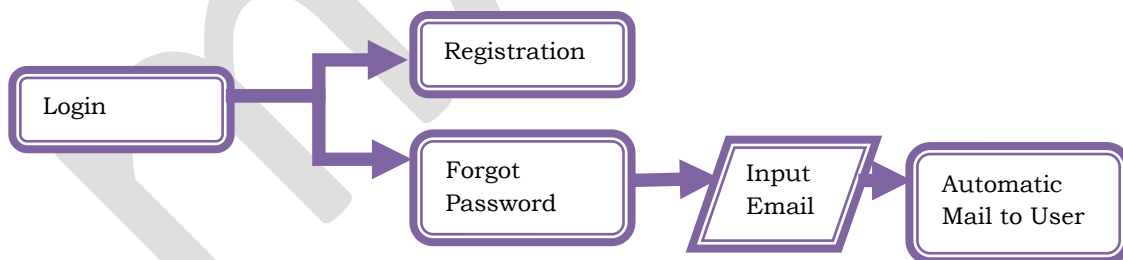 Login
Registration
Forgot
Password
Input
Email
Automatic
Mail to User